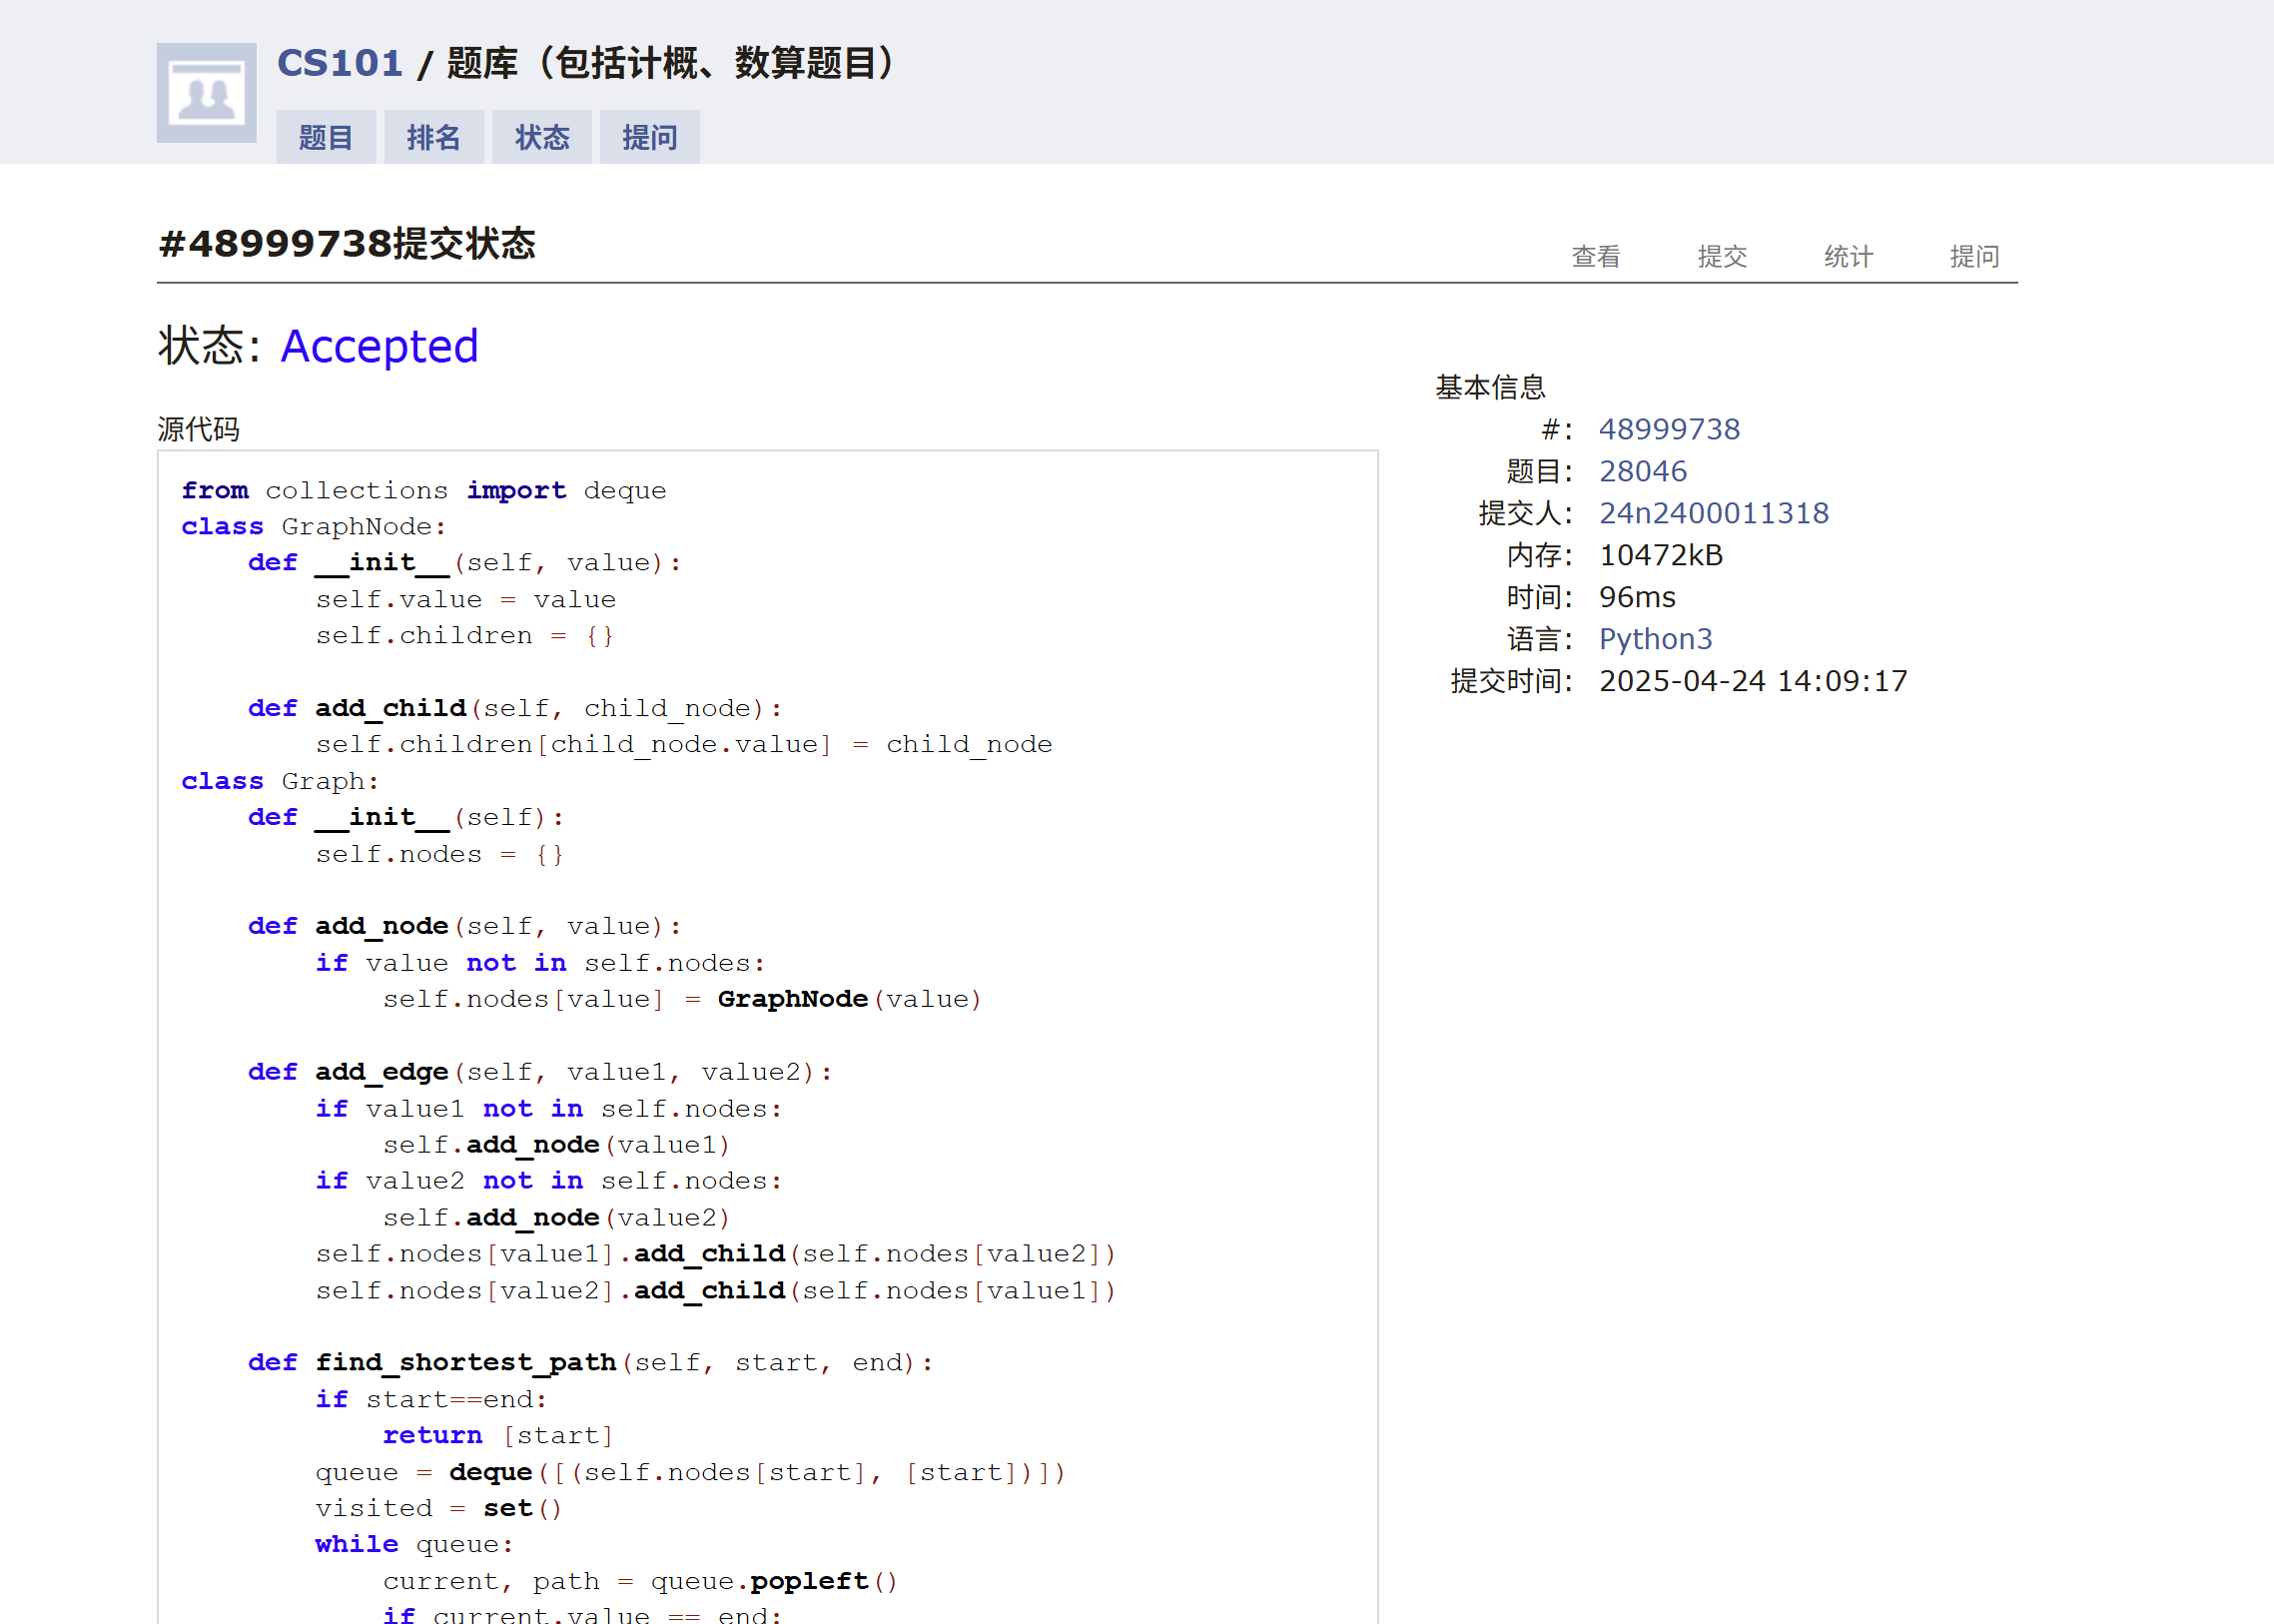 CS101 / 题库（包括计概、数算题目）
题目 排名 状态 提问
#48999738提交状态
查看 提交 统计 提问
状态: Accepted
源代码
from collections import deque
class GraphNode:
    def __init__(self, value):
        self.value = value
        self.children = {}
    def add_child(self, child_node):
        self.children[child_node.value] = child_node
class Graph:
    def __init__(self):
        self.nodes = {}
    def add_node(self, value):
        if value not in self.nodes:
            self.nodes[value] = GraphNode(value)
    def add_edge(self, value1, value2):
        if value1 not in self.nodes:
            self.add_node(value1)
        if value2 not in self.nodes:
            self.add_node(value2)
        self.nodes[value1].add_child(self.nodes[value2])
        self.nodes[value2].add_child(self.nodes[value1])
    def find_shortest_path(self, start, end):
        if start==end:
            return [start]
        queue = deque([(self.nodes[start], [start])])
        visited = set()
        while queue:
            current, path = queue.popleft()
            if current.value == end:
基本信息
#: 48999738
题目: 28046
提交人: 24n2400011318
内存: 10472kB
时间: 96ms
语言: Python3
提交时间: 2025-04-24 14:09:17